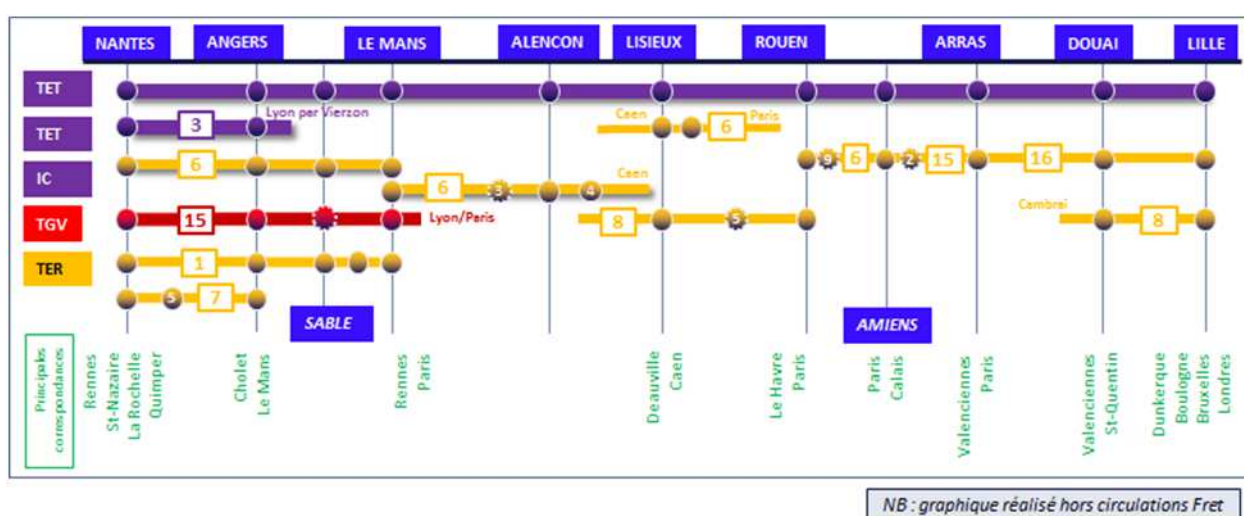 NANTES ANGERS LE MANS ALENCON LISIEUX ROUEN ARRAS DOUAI LILLE
TET
TET
3
Lyon par Vierzon
Caen
6
Paris
6
9
6
2
15
16
IC
6
3
4
Caen
TGV
15
Lyon/Paris
8
5
Cambrai
8
TER
1
5
7
SABLE
AMIENS
Principales
correspondances
Rennes
St-Nazaire
La Rochelle
Quimper
Cholet
Le Mans
Rennes
Paris
Deauville
Caen
Le Havre
Paris
Paris
Calais
Valenciennes
Paris
Valenciennes
St-Quentin
Dunkerque
Boulogne
Bruxelles
Londres
NB : graphique réalisé hors circulations Fret